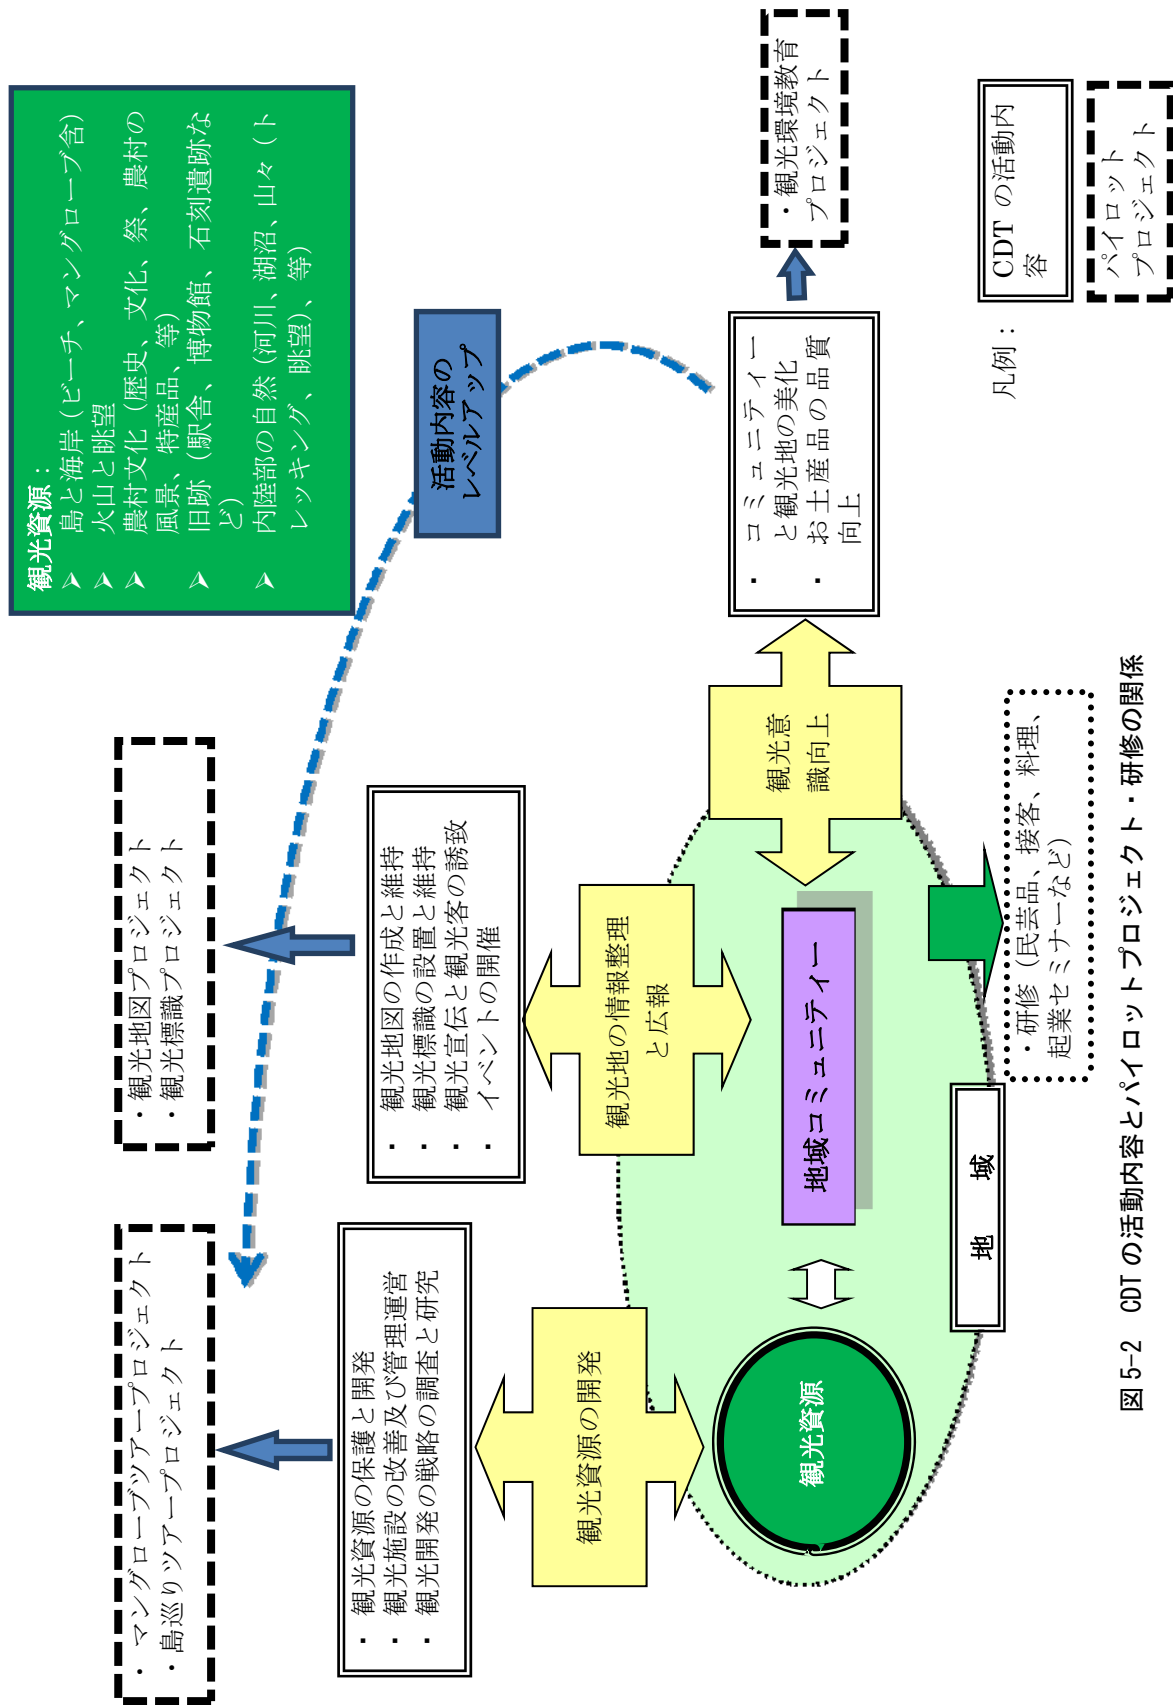 観光資源：
➢ 島と海岸（ビーチ、マングローブ含）
➢ 火山と眺望
➢ 農村文化（歴史、文化、祭、農村の
風景、特産品、等）
➢ 旧跡（駅舎、博物館、石刻遺跡な
ど）
➢ 内陸部の自然（河川、湖沼、山々（ト
レッキング、眺望）、等）
・マングローブツアープロジェクト
・島巡りツアープロジェクト
・観光地図プロジェクト
・観光標識プロジェクト
活動内容の
レベルアップ
・ 観光資源の保護と開発
・ 観光施設の改善及び管理運営
・ 観光開発の戦略の調査と研究
・ 観光地図の作成と維持
・ 観光標識の設置と維持
・ 観光宣伝と観光客の誘致
・ イベントの開催
・ コミュニティー
と観光地の美化
・ お土産品の品質
向上
・観光環境教育
プロジェクト
観光資源の開発
観光地の情報整理
と広報
観光意
識向上
観光資源
地域コミュニティー
地 域
・研修（民芸品、接客、料理、
起業セミナーなど）
凡例：
CDT の活動内
容
パイロット
プロジェクト
図 5-2 CDT の活動内容とパイロットプロジェクト・研修の関係